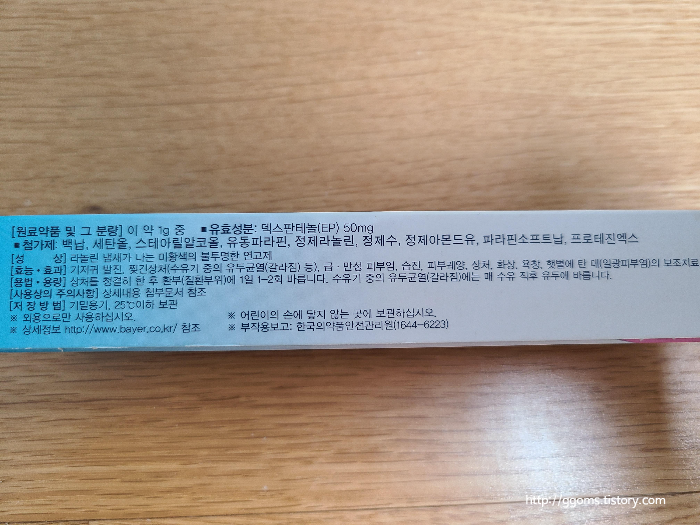 [원료약품 및 그 분량] 이 약 1g 중 ■유효성분: 덱스판테놀(EP) 50mg
■첨가제: 백납, 세탄올, 스테아릴알코올, 유동파라핀, 정제라놀린, 정제수, 정제아몬드유, 파라핀소프트납, 프로테진엑스
[성 상] 라놀린 냄새가 나는 미황색의 불투명한 연고제
[효능·효과] 기저귀 발진, 찢긴상처(수유기 중의 유두균열(갈라짐) 등), 급·만성 피부염, 습진, 피부궤양, 상처, 화상, 욕창, 햇볕에 탄 데(일광피부염)의 보조치료
[용법·용량] 상처를 청결히 한 후 환부(질환부위)에 1일 1-2회 바릅니다. 수유기 중의 유두균열(갈라짐)에는 매 수유 직후 유두에 바릅니다.
[사용상의 주의사항] 상세내용 첨부문서 참조
[저 장 방 법] 기밀용기, 25℃이하 보관
※ 외용으로만 사용하십시오. ※ 어린이의 손에 닿지 않는 곳에 보관하십시오.
※ 상세정보 http://www.bayer.co.kr/ 참조 ※ 부작용보고: 한국의약품안전관리원(1644-6223)
http://ggoms.tistory.com